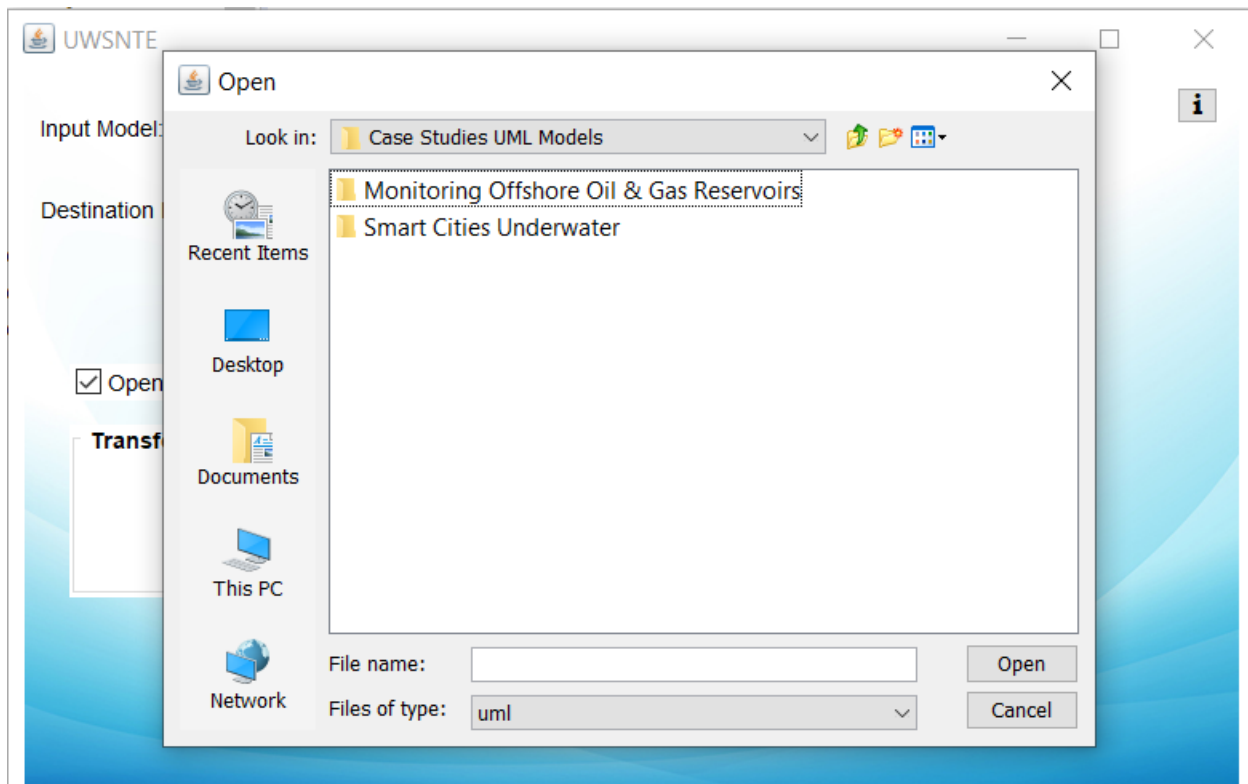 UWSNTE
Open
i
Input Model:
Look in: Case Studies UML Models
Monitoring Offshore Oil & Gas Reservoirs
Destination
Smart Cities Underwater
Recent Items
Desktop
Open
Transf
Documents
This PC
File name:
Open
Network
Files of type: uml
Cancel